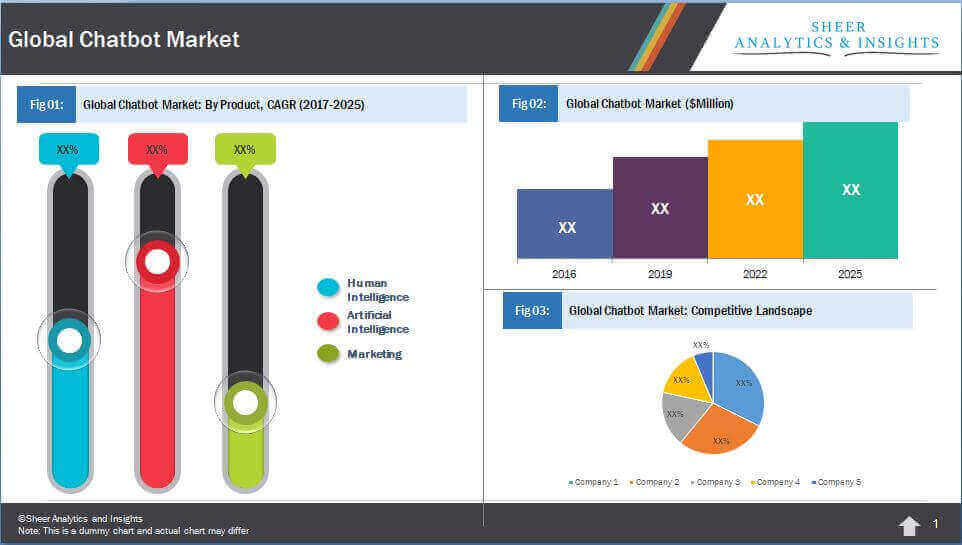 Global Chatbot Market
SHEER
ANALYTICS & INSIGHTS
Fig 01:
Global Chatbot Market: By Product, CAGR (2017-2025)
XX%
XX%
XX%
Human
Intelligence
Artificial
Intelligence
Marketing
Fig 02:
Global Chatbot Market ($Million)
XX
XX
XX
XX
2016
2019
2022
2025
Fig 03:
Global Chatbot Market: Competitive Landscape
XX%
XX%
XX%
XX%
XX%
Company 1
Company 2
Company 3
Company 4
Company 5
©Sheer Analytics and Insights
Note: This is a dummy chart and actual chart may differ
1